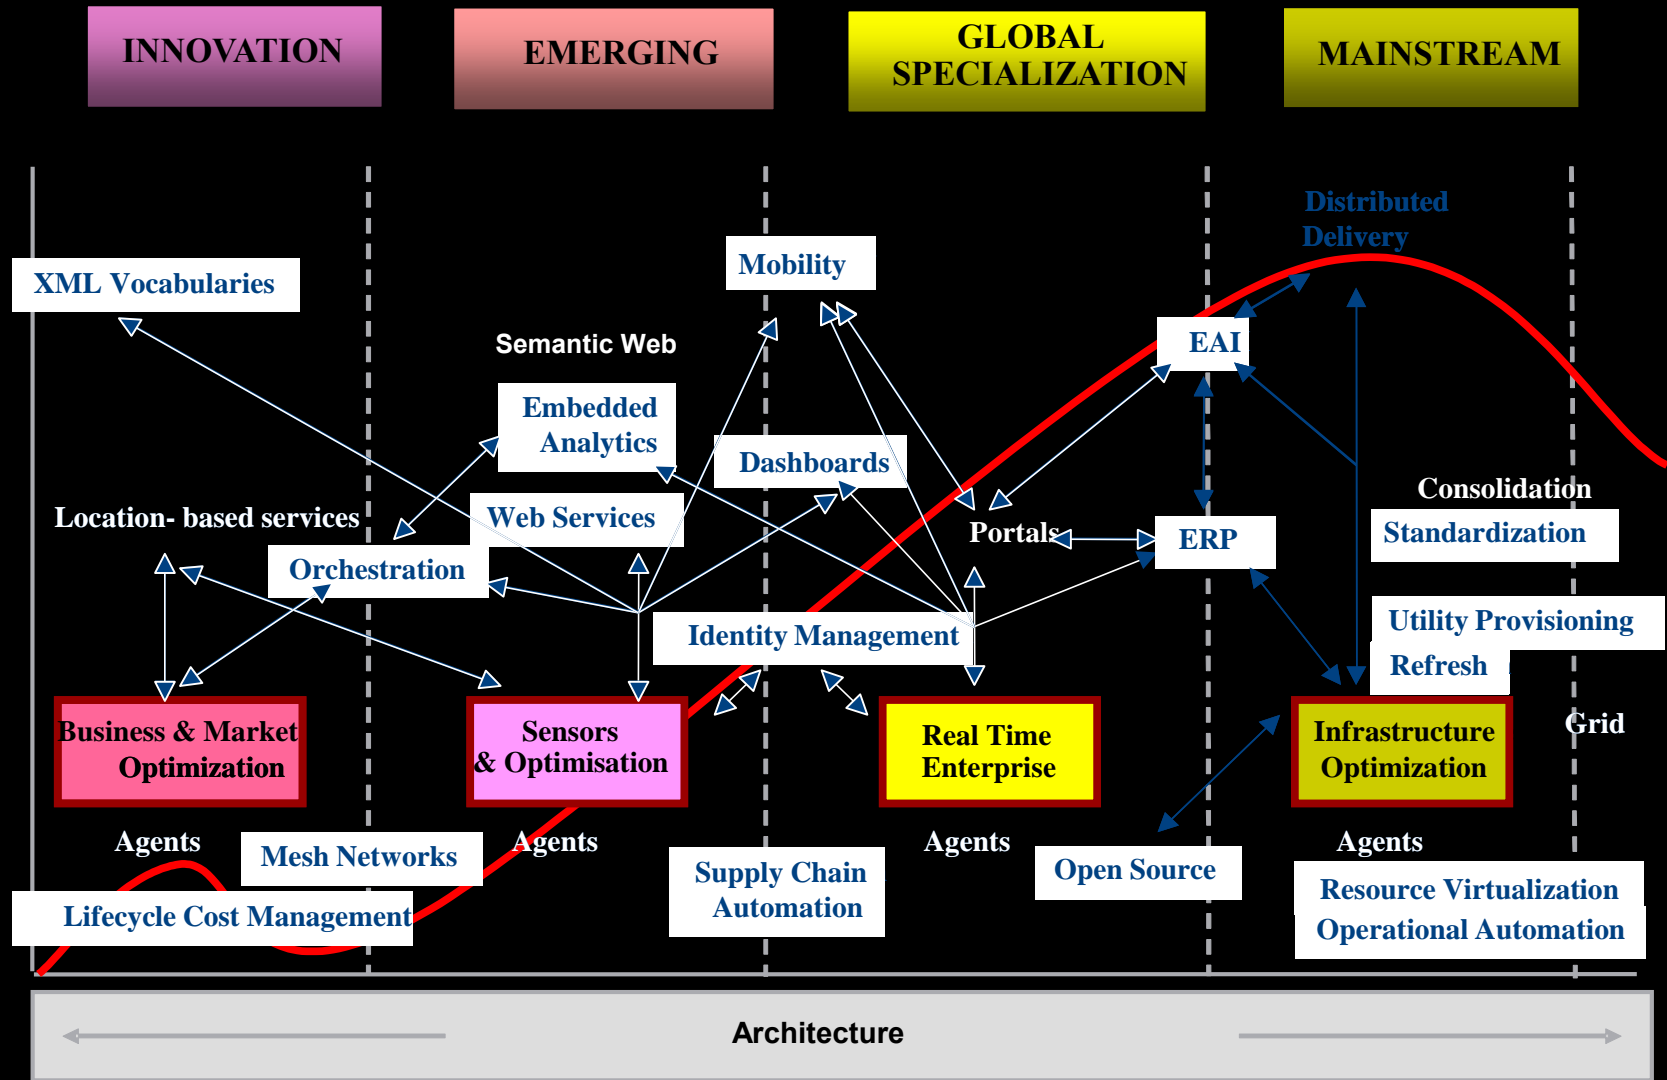 INNOVATION
EMERGING
GLOBAL
SPECIALIZATION
MAINSTREAM
Distributed
Delivery
Mobility
XML Vocabularies
EAI
Semantic Web
Embedded
Analytics
Dashboards
Consolidation
Location- based services
Web Services
Portals
ERP
Standardization
Orchestration
Identity Management
Utility Provisioning
Refresh
Business & Market
Optimization
Sensors
& Optimisation
Real Time
Enterprise
Infrastructure
Optimization
Grid
Agents
Agents
Agents
Agents
Mesh Networks
Supply Chain
Automation
Open Source
Resource Virtualization
Lifecycle Cost Management
Operational Automation
Architecture